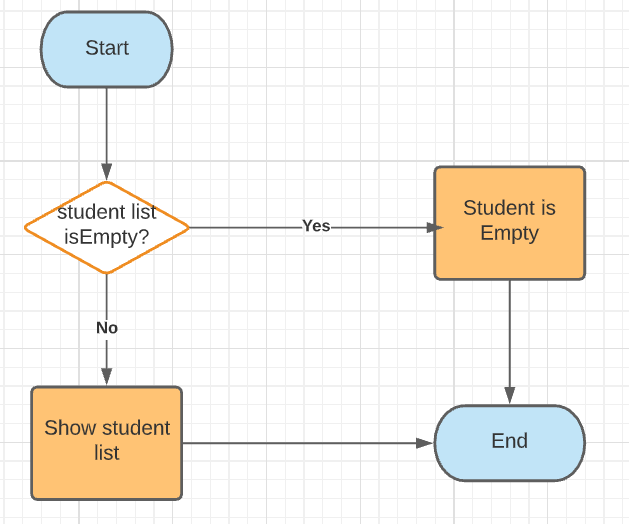 Start
student list
isEmpty?
Yes
Student is
Empty
No
Show student
list
End